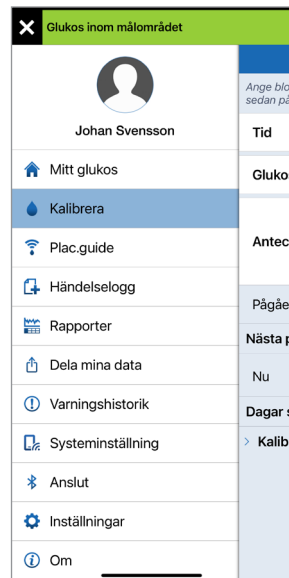 Glukos inom målområdet
Johan Svensson
Mitt glukos
Kalibrera
Plac.guide
Händelselogg
Rapporter
Dela mina data
Varningshistorik
Systeminställning
Anslut
Inställningar
Om
Ange blo
sedan på
Tid
Glukos
Antec
Pågåe
Nästa p
Nu
Dagar s
Kalib